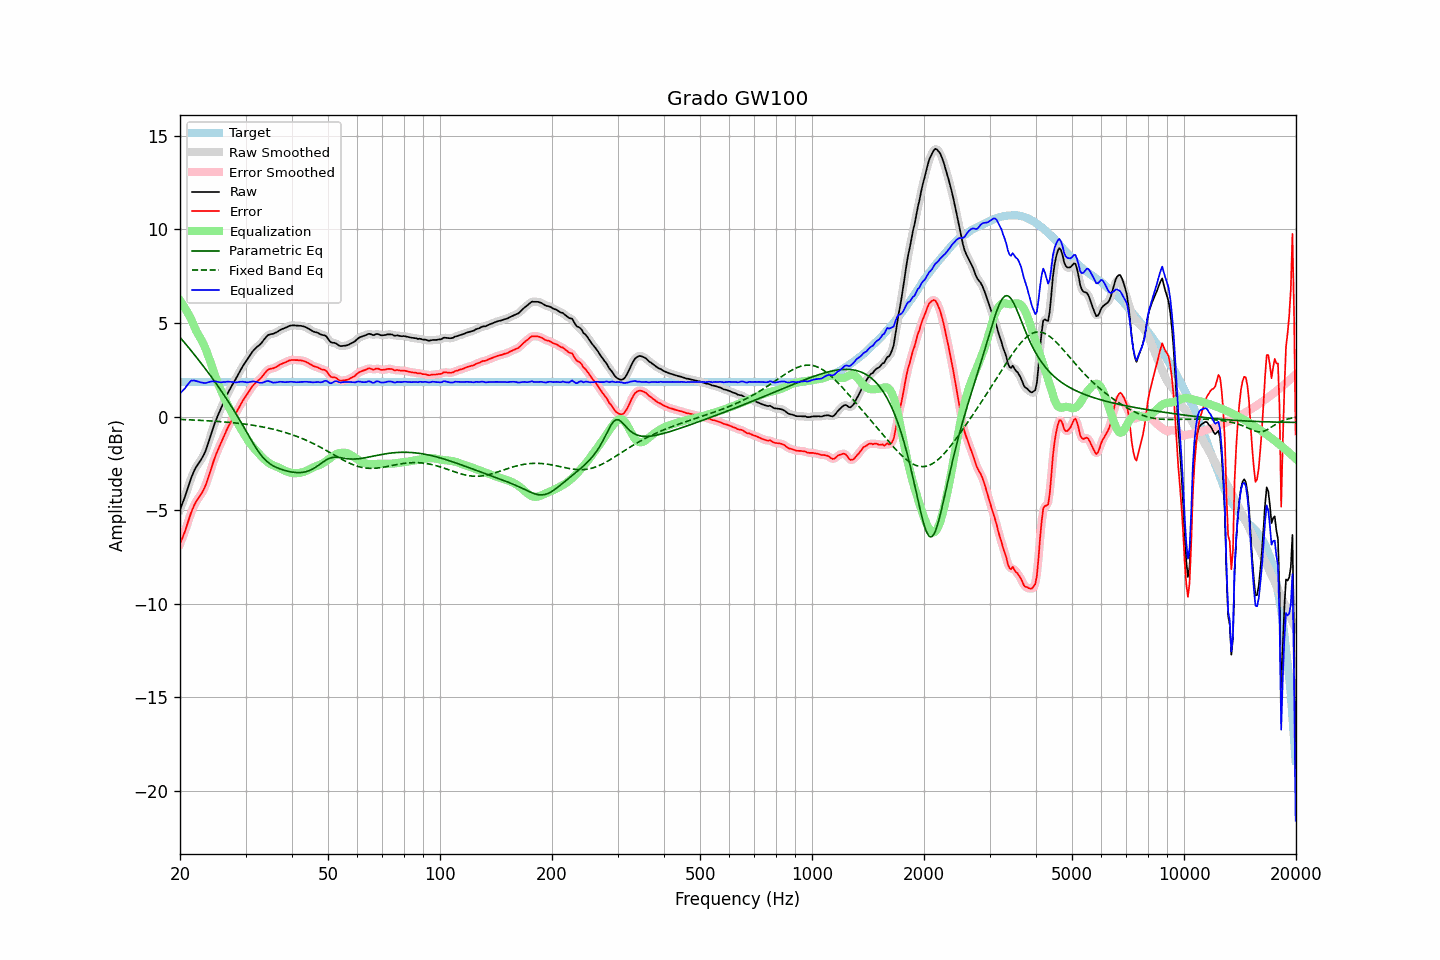 Grado GW100
Target
Raw Smoothed
Error Smoothed
Raw
Error
Equalization
Parametric Eq
Fixed Band Eq
Equalized
15
10
5
0
−5
−10
−15
−20
Amplitude (dBr)
20 50 100 200 500 1000 2000 5000 10000 20000
Frequency (Hz)